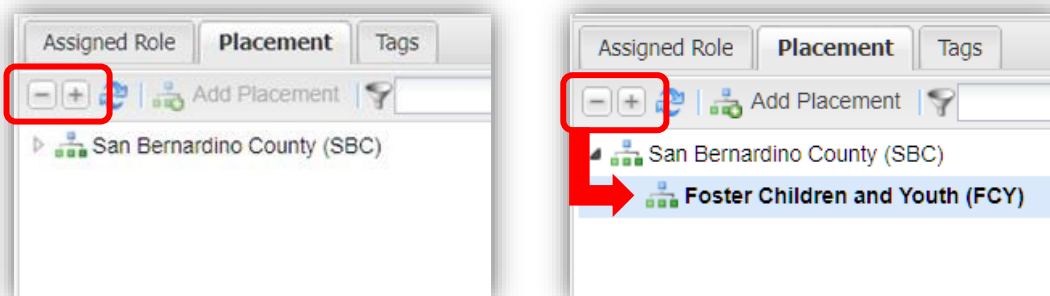 Assigned Role Placement Tags
Add Placement
San Bernardino County (SBC)
Assigned Role Placement Tags
Add Placement
San Bernardino County (SBC)
Foster Children and Youth (FCY)